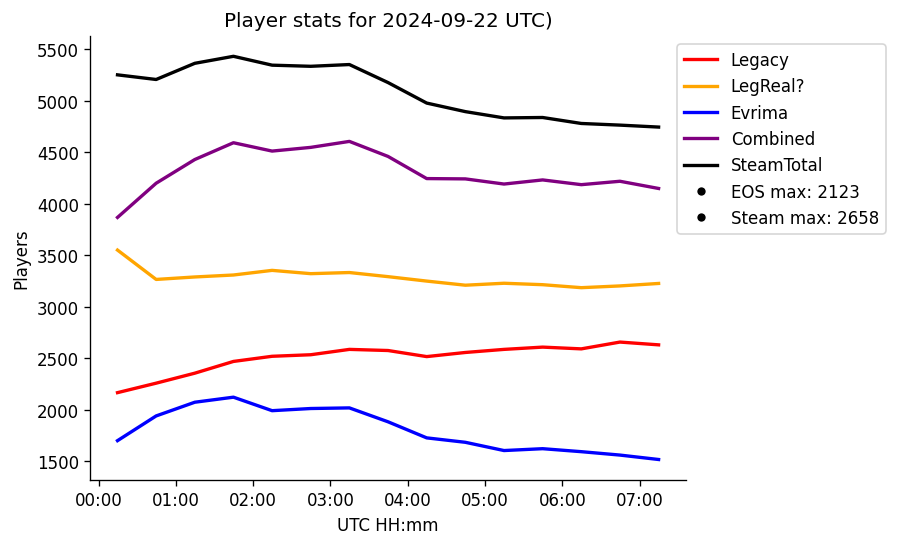 Player stats for 2024-09-22 UTC)
Players
5500
5000
4500
4000
3500
3000
2500
2000
1500
00:00 01:00 02:00 03:00 04:00 05:00 06:00 07:00
UTC HH:mm
Legacy
LegReal?
Evrima
Combined
SteamTotal
EOS max: 2123
Steam max: 2658